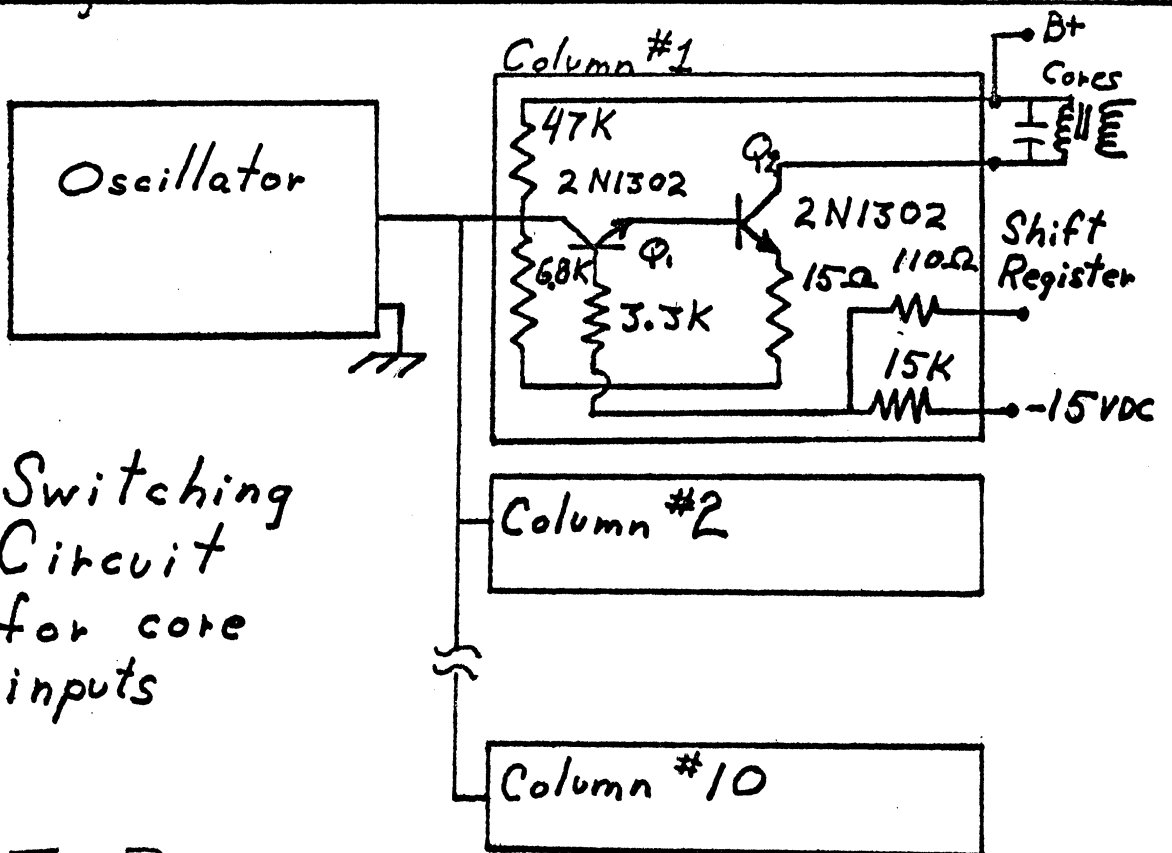 Column #1
B+
Cores
Oscillator
47K
2N1302
Q2
2N1302
Q1
6.8K
3.3K
15Ω
110Ω
Shift
Register
15K
-15VDC
Switching
Circuit
for core
inputs
Column #2
Column #10